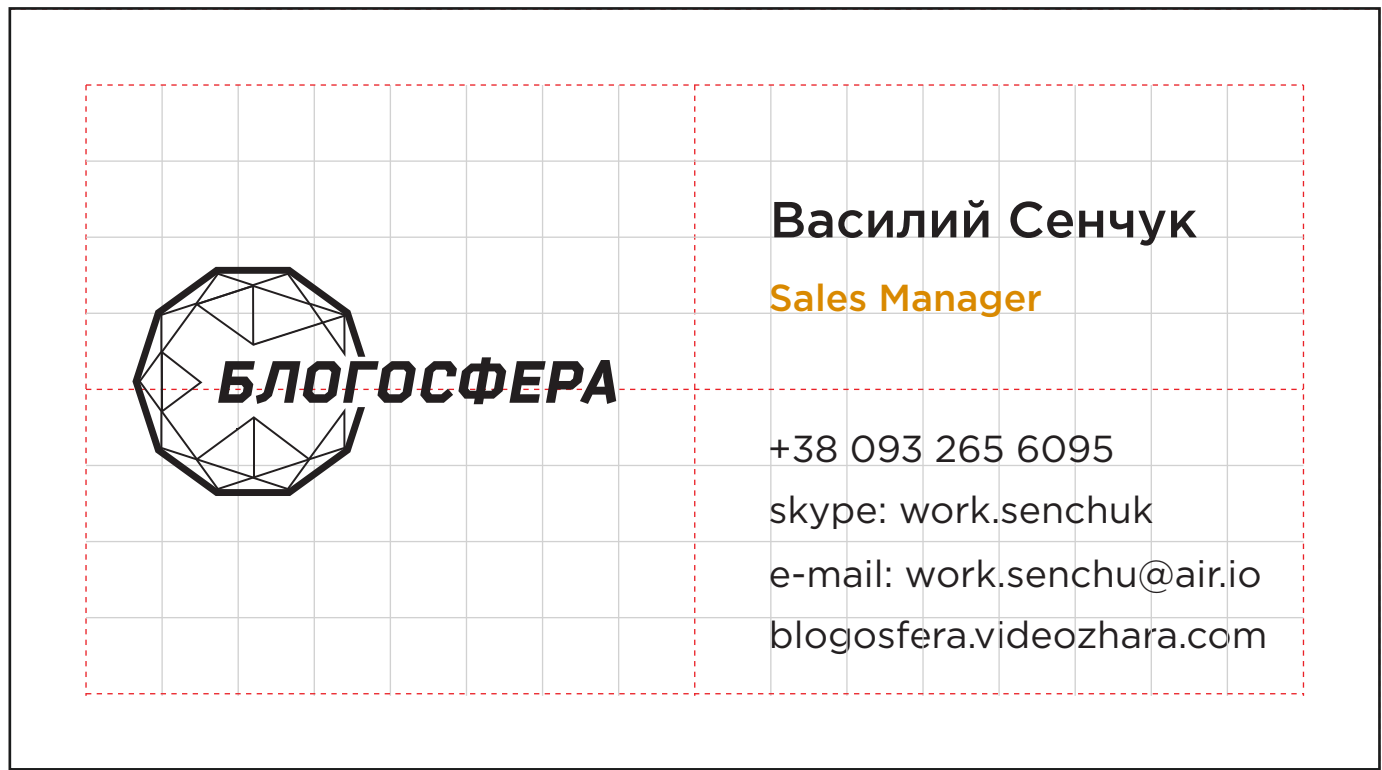 БЛОГОСФЕРА
Василий Сенчук
Sales Manager
+38 093 265 6095
skype: work.senchuk
e-mail: work.senchu@air.io
blogosfera.videozhara.com